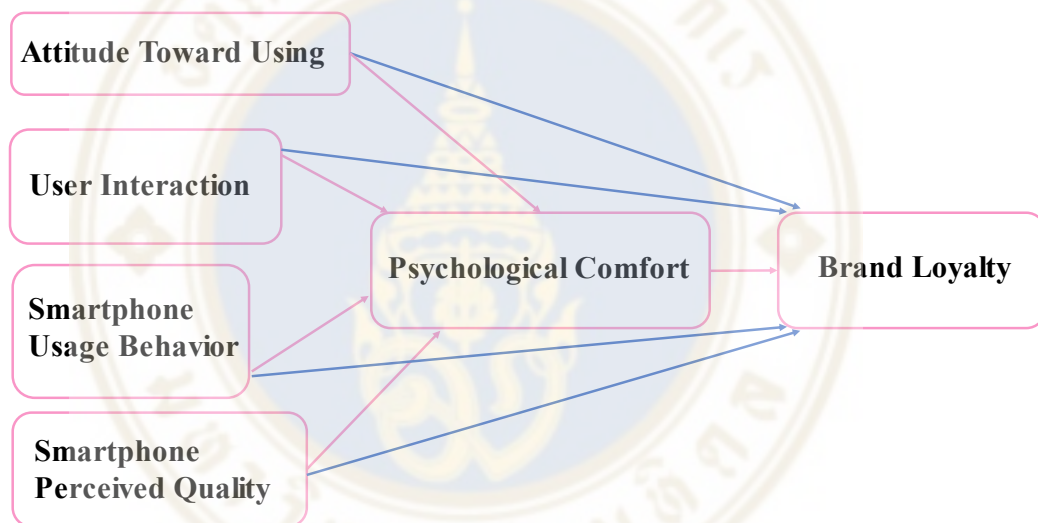 Attitude Toward Using
User Interaction
Psychological Comfort
Brand Loyalty
Smartphone
Usage Behavior
Smartphone
Perceived Quality